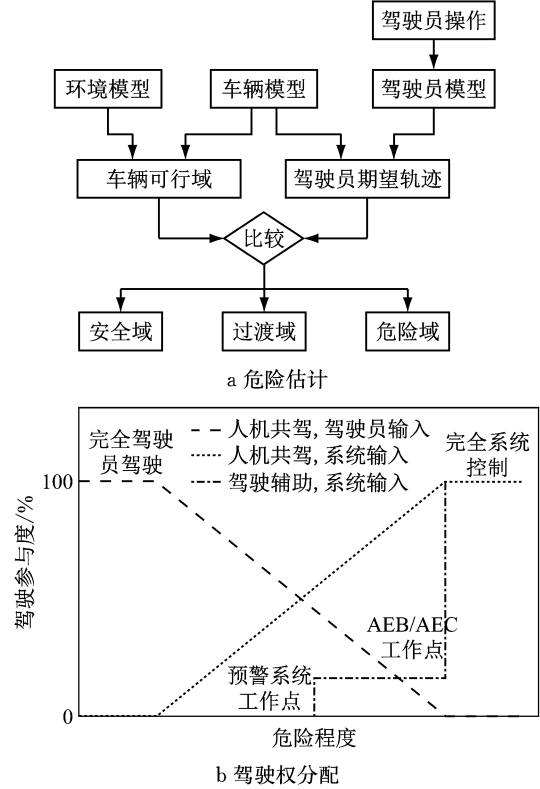 驾驶员操作
环境模型
车辆模型
驾驶员模型
车辆可行域
驾驶员期望轨迹
比较
安全域
过渡域
危险域
a 危险估计
完全驾驶
员驾驶
人机共驾, 驾驶员输入
人机共驾, 系统输入
驾驶辅助, 系统输入
完全系统
控制
100
驾驶参与度/%
AEB/AEC
工作点
预警系统
工作点
0
危险程度
b 驾驶权分配